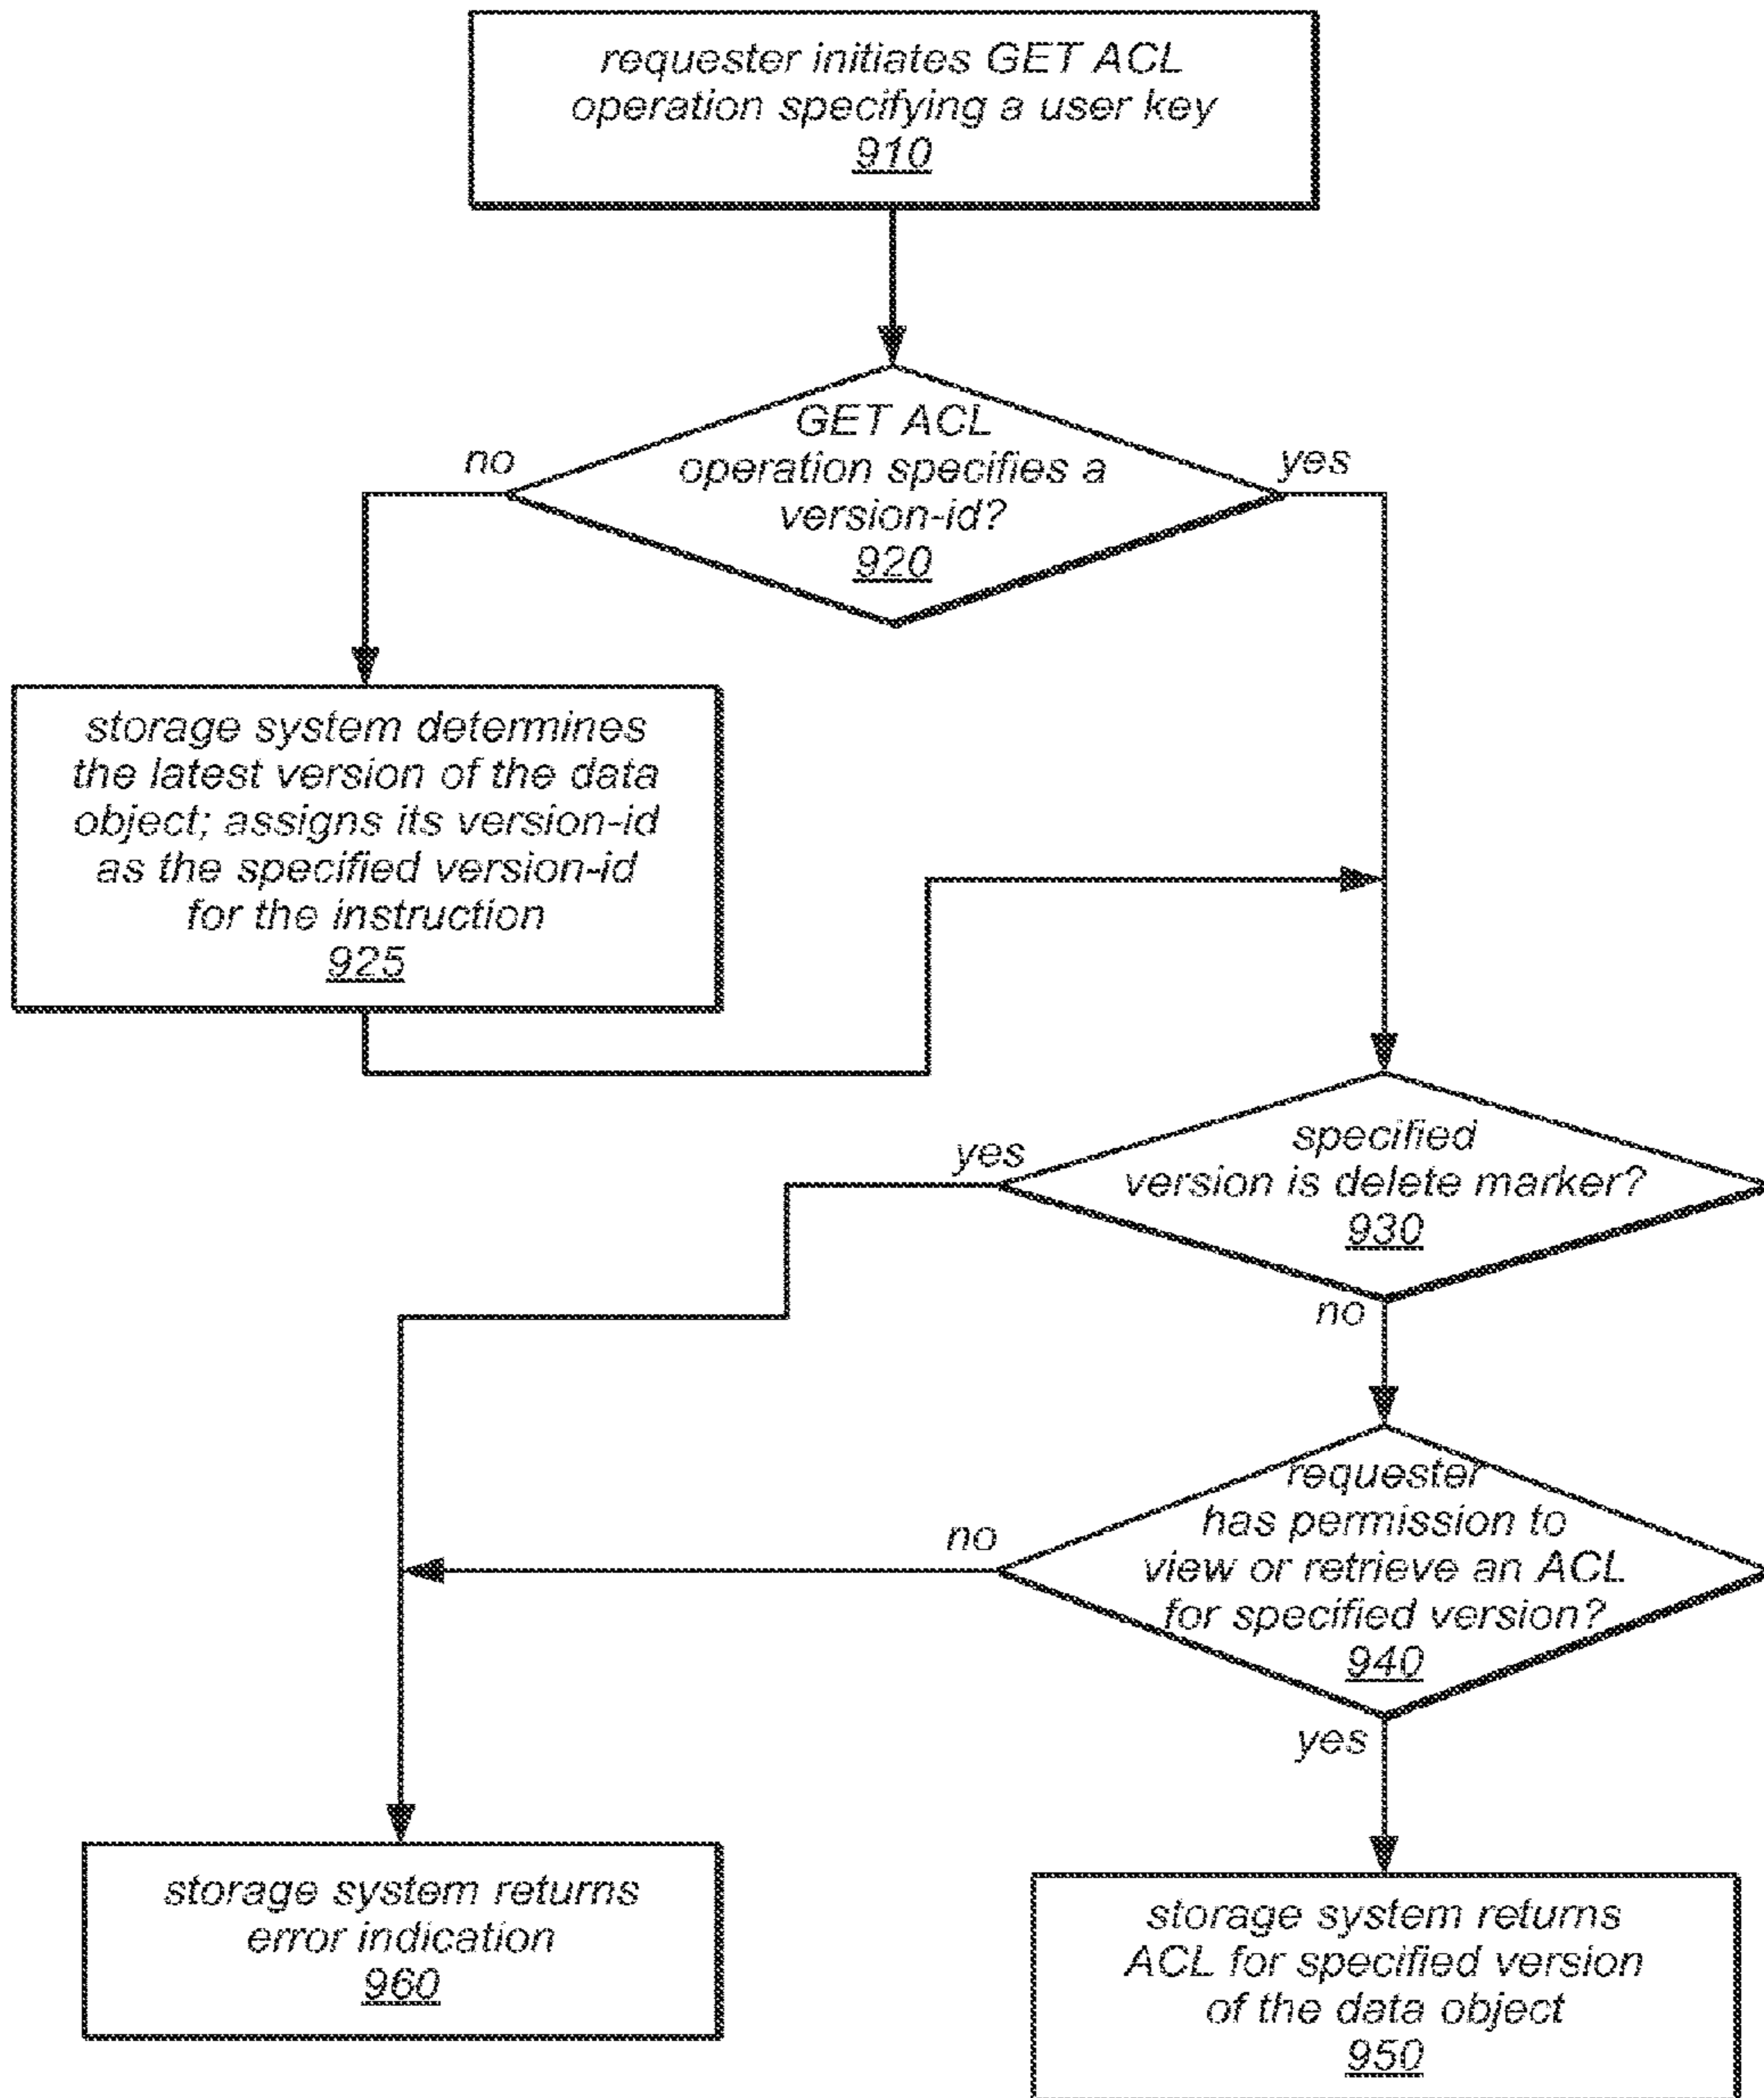 requester initiates GET ACL
operation specifying a user key
910
GET ACL
operation specifies a
version-id?
920
no
yes
storage system determines
the latest version of the data
object; assigns its version-id
as the specified version-id
for the instruction
925
specified
version is delete marker?
930
yes
no
requester
has permission to
view or retrieve an ACL
for specified version?
940
no
yes
storage system returns
error indication
960
storage system returns
ACL for specified version
of the data object
950